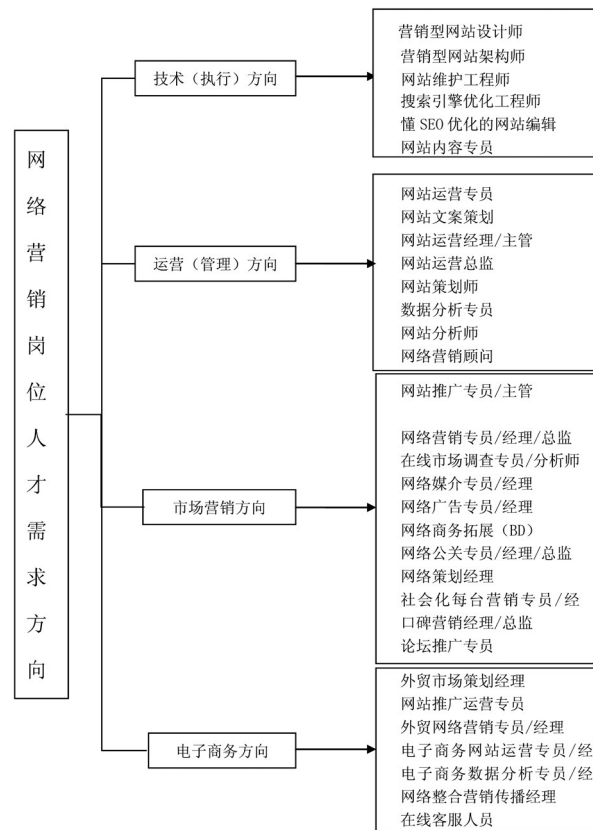 网络营销岗位人才需求方向
技术（执行）方向
营销型网站设计师
营销型网站架构师
网站维护工程师
搜索引擎优化工程师
懂 SEO 优化的网站编辑
网站内容专员
运营（管理）方向
网站运营专员
网站文案策划
网站运营经理/主管
网站运营总监
网站策划师
数据分析专员
网站分析师
网络营销顾问
市场营销方向
网站推广专员/主管
网络营销专员/经理/总监
在线市场调查专员/分析师
网络媒介专员/经理
网络广告专员/经理
网络商务拓展（BD）
网络公关专员/经理/总监
网络策划经理
社会化每台营销专员/经
口碑营销经理/总监
论坛推广专员
电子商务方向
外贸市场策划经理
网站推广运营专员
外贸网络营销专员/经理
电子商务网站运营专员/经
电子商务数据分析专员/经
网络整合营销传播经理
在线客服人员